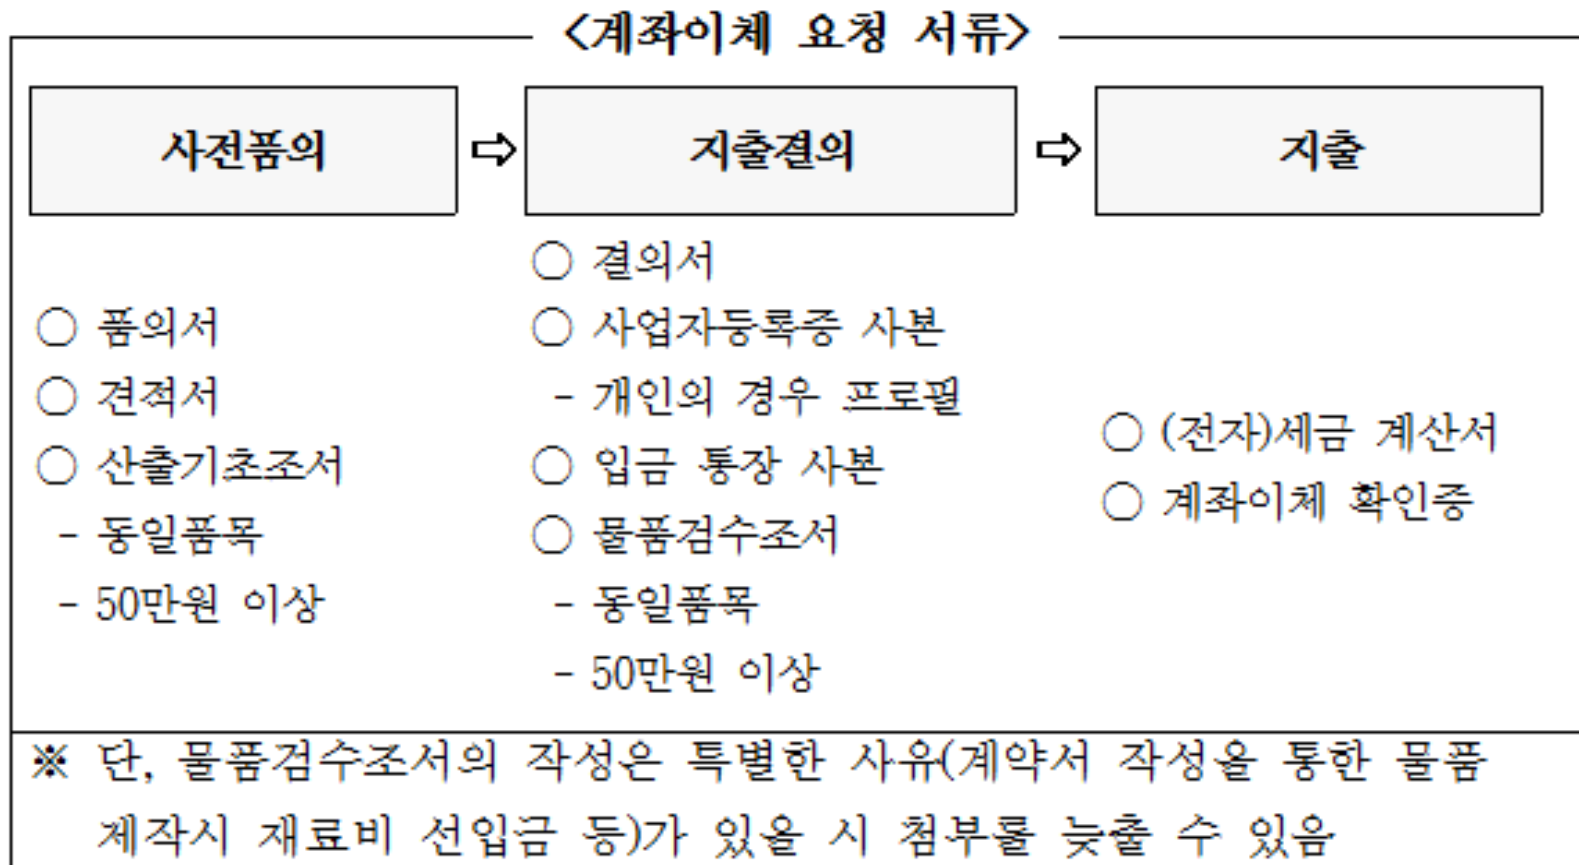 <계좌이체 요청 서류>
사전품의 ⇨ 지출결의 ⇨ 지출
○ 품의서
○ 견적서
○ 산출기초조서
- 동일품목
- 50만원 이상
○ 결의서
○ 사업자등록증 사본
- 개인의 경우 프로필
○ 입금 통장 사본
○ 물품검수조서
- 동일품목
- 50만원 이상
○ (전자)세금 계산서
○ 계좌이체 확인증
※ 단, 물품검수조서의 작성은 특별한 사유(계약서 작성을 통한 물품
제작시 재료비 선입금 등)가 있을 시 첨부를 늦출 수 있음